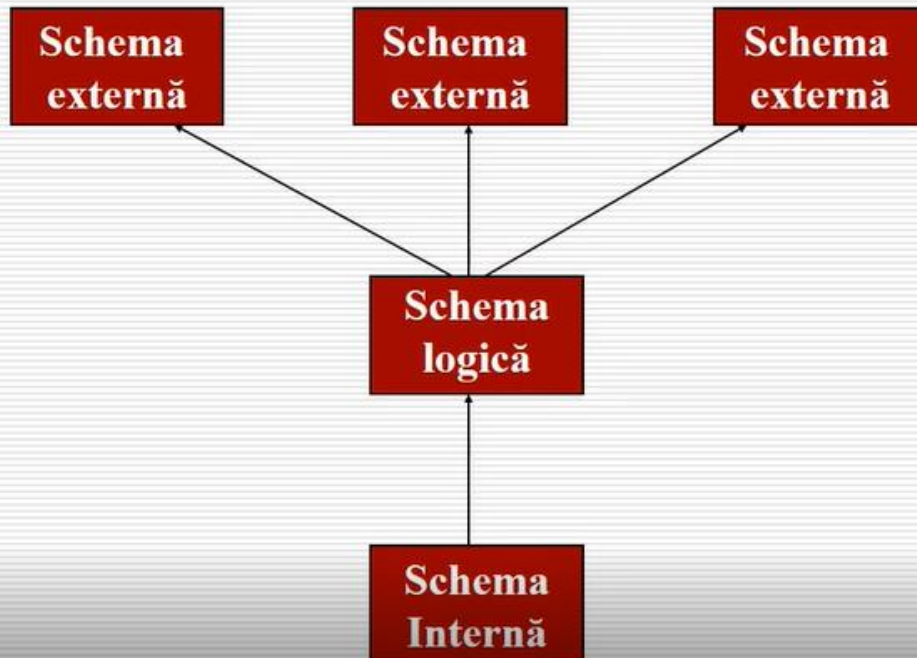 Schema
externă
Schema
externă
Schema
externă
Schema
logică
Schema
Internă